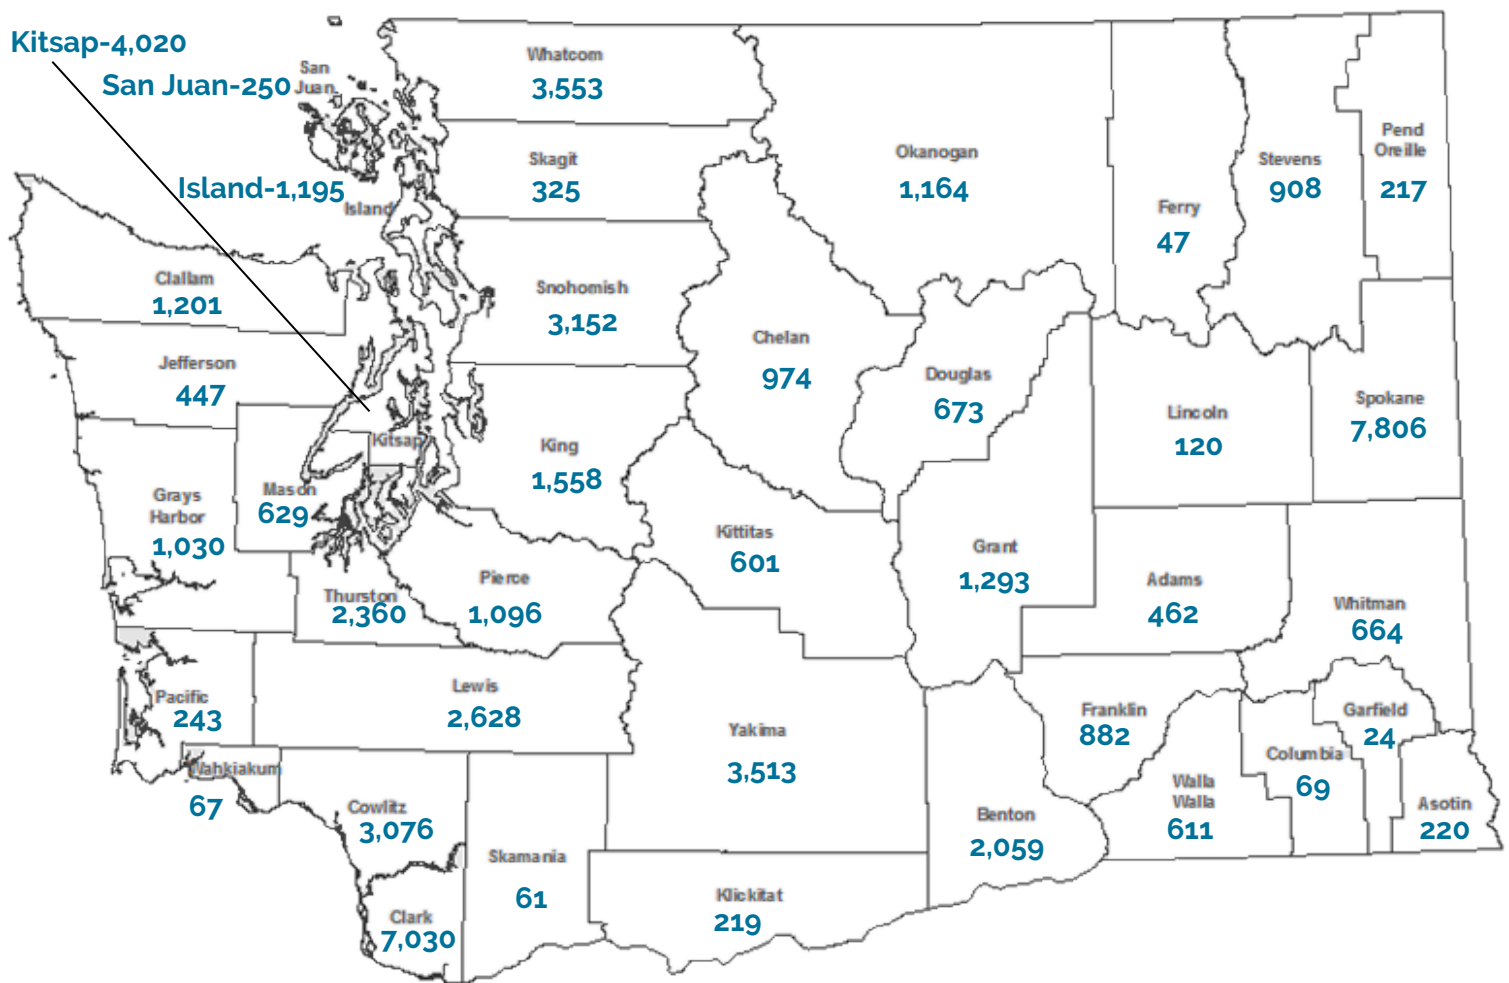 Kitsap-4,020
San Juan-250
San
Juan
Island-1,195
Island
Whatcom
3,553
Skagit
325
Okanogan
1,164
Ferry
47
Stevens
908
Pend
Oreille
217
Clallam
1,201
Jefferson
447
Snohomish
3,152
Chelan
974
Douglas
673
Lincoln
120
Spokane
7,806
Kitsap
King
1,558
Grays
Harbor
1,030
Mason
629
Kittitas
601
Grant
1,293
Adams
462
Whitman
664
Thurston
2,360
Pierce
1,096
Pacific
243
Lewis
2,628
Yakima
3,513
Franklin
882
Garfield
24
Columbia
69
Walla
Walla
611
Asotin
220
Wahkiakum
67
Cowlitz
3,076
Benton
2,059
Skamania
61
Klickitat
219
Clark
7,030